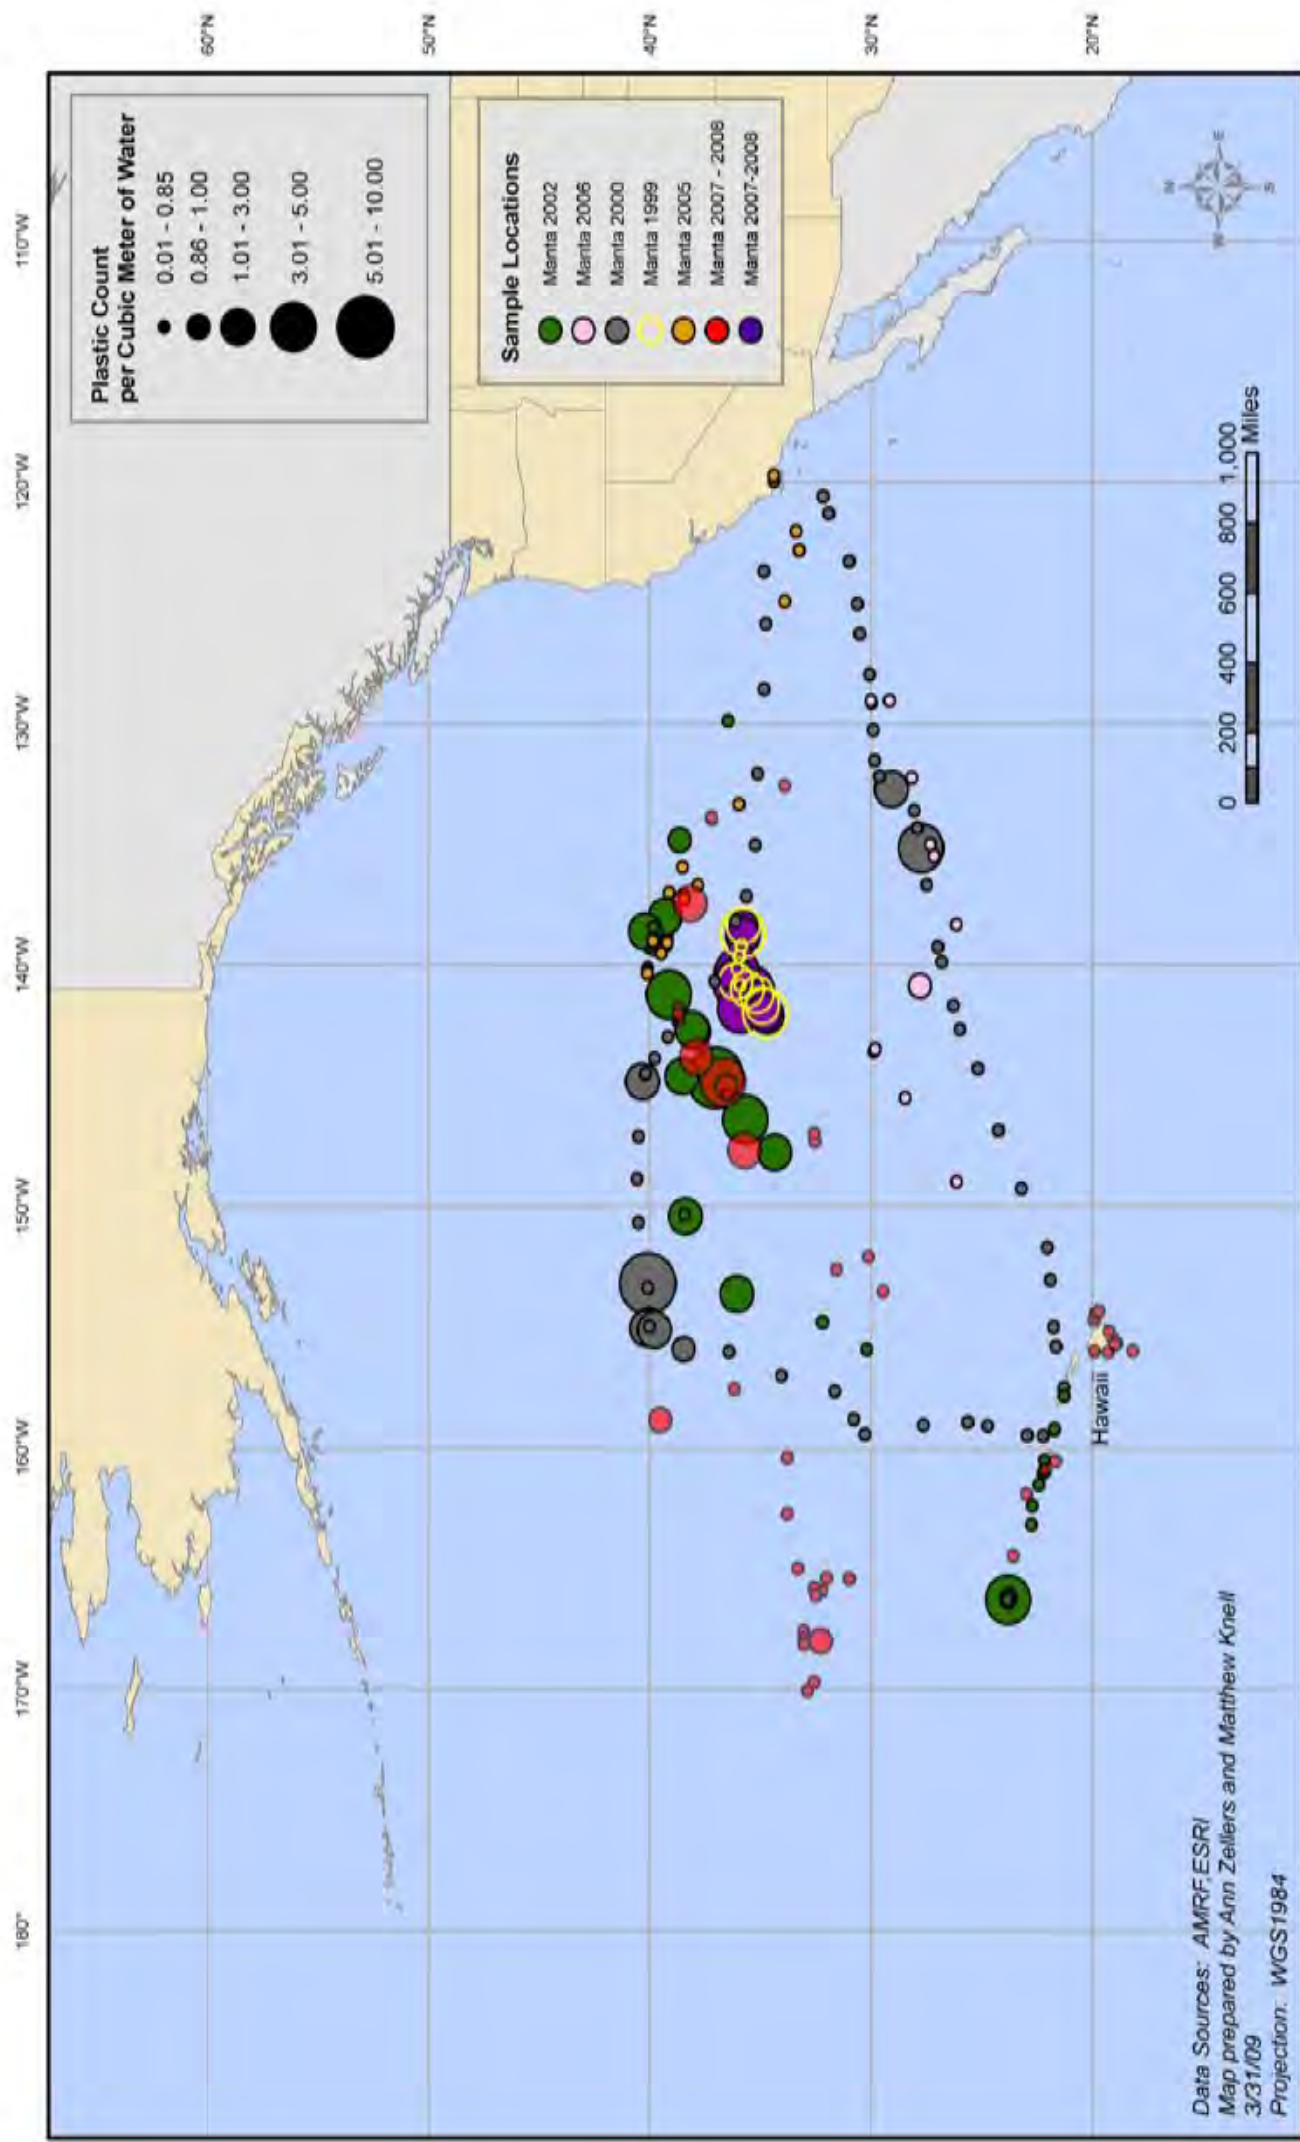 180°
170°W
160°W
150°W
140°W
130°W
120°W
110°W
60°N
50°N
40°N
30°N
20°N
Plastic Count
per Cubic Meter of Water
0.01 - 0.85
0.86 - 1.00
1.01 - 3.00
3.01 - 5.00
5.01 - 10.00
Sample Locations
Manta 2002
Manta 2006
Manta 2000
Manta 1999
Manta 2005
Manta 2007 - 2008
Manta 2007-2008
Hawaii
N
W
E
S
0 200 400 600 800 1,000
Miles
Data Sources: AMRF,ESRI
Map prepared by Ann Zellers and Matthew Knell
3/31/09
Projection: WGS1984